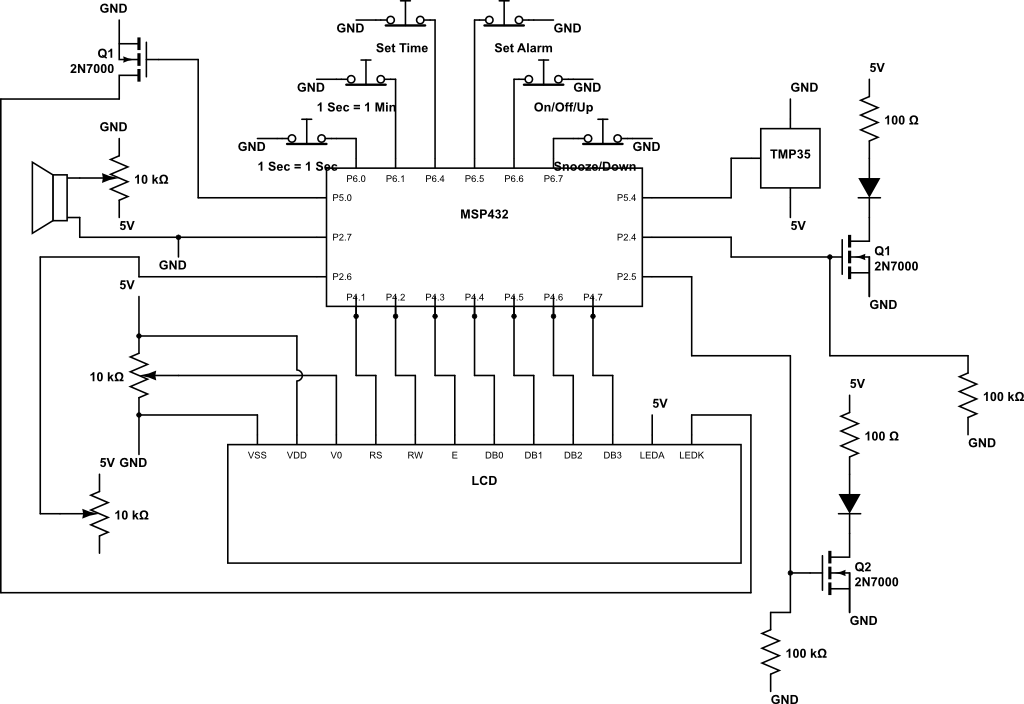 GND
Q1
2N7000
GND
Set Time
GND
Set Alarm
GND
1 Sec = 1 Min
GND
On/Off/Up
GND
1 Sec = 1 Sec
GND
Snooze/Down
GND
10 kΩ
5V
GND
P6.0
P6.1
P6.4
P6.5
P6.6
P6.7
P5.0
P2.7
P2.6
MSP432
P5.4
P2.4
P2.5
P4.1
P4.2
P4.3
P4.4
P4.5
P4.6
P4.7
GND
TMP35
5V
5V
100 Ω
Q1
2N7000
GND
100 kΩ
GND
5V
10 kΩ
GND
5V
10 kΩ
5V
VSS
VDD
V0
RS
RW
E
DB0
DB1
DB2
DB3
LEDA
LEDK
LCD
5V
100 Ω
Q2
2N7000
GND
100 kΩ
GND